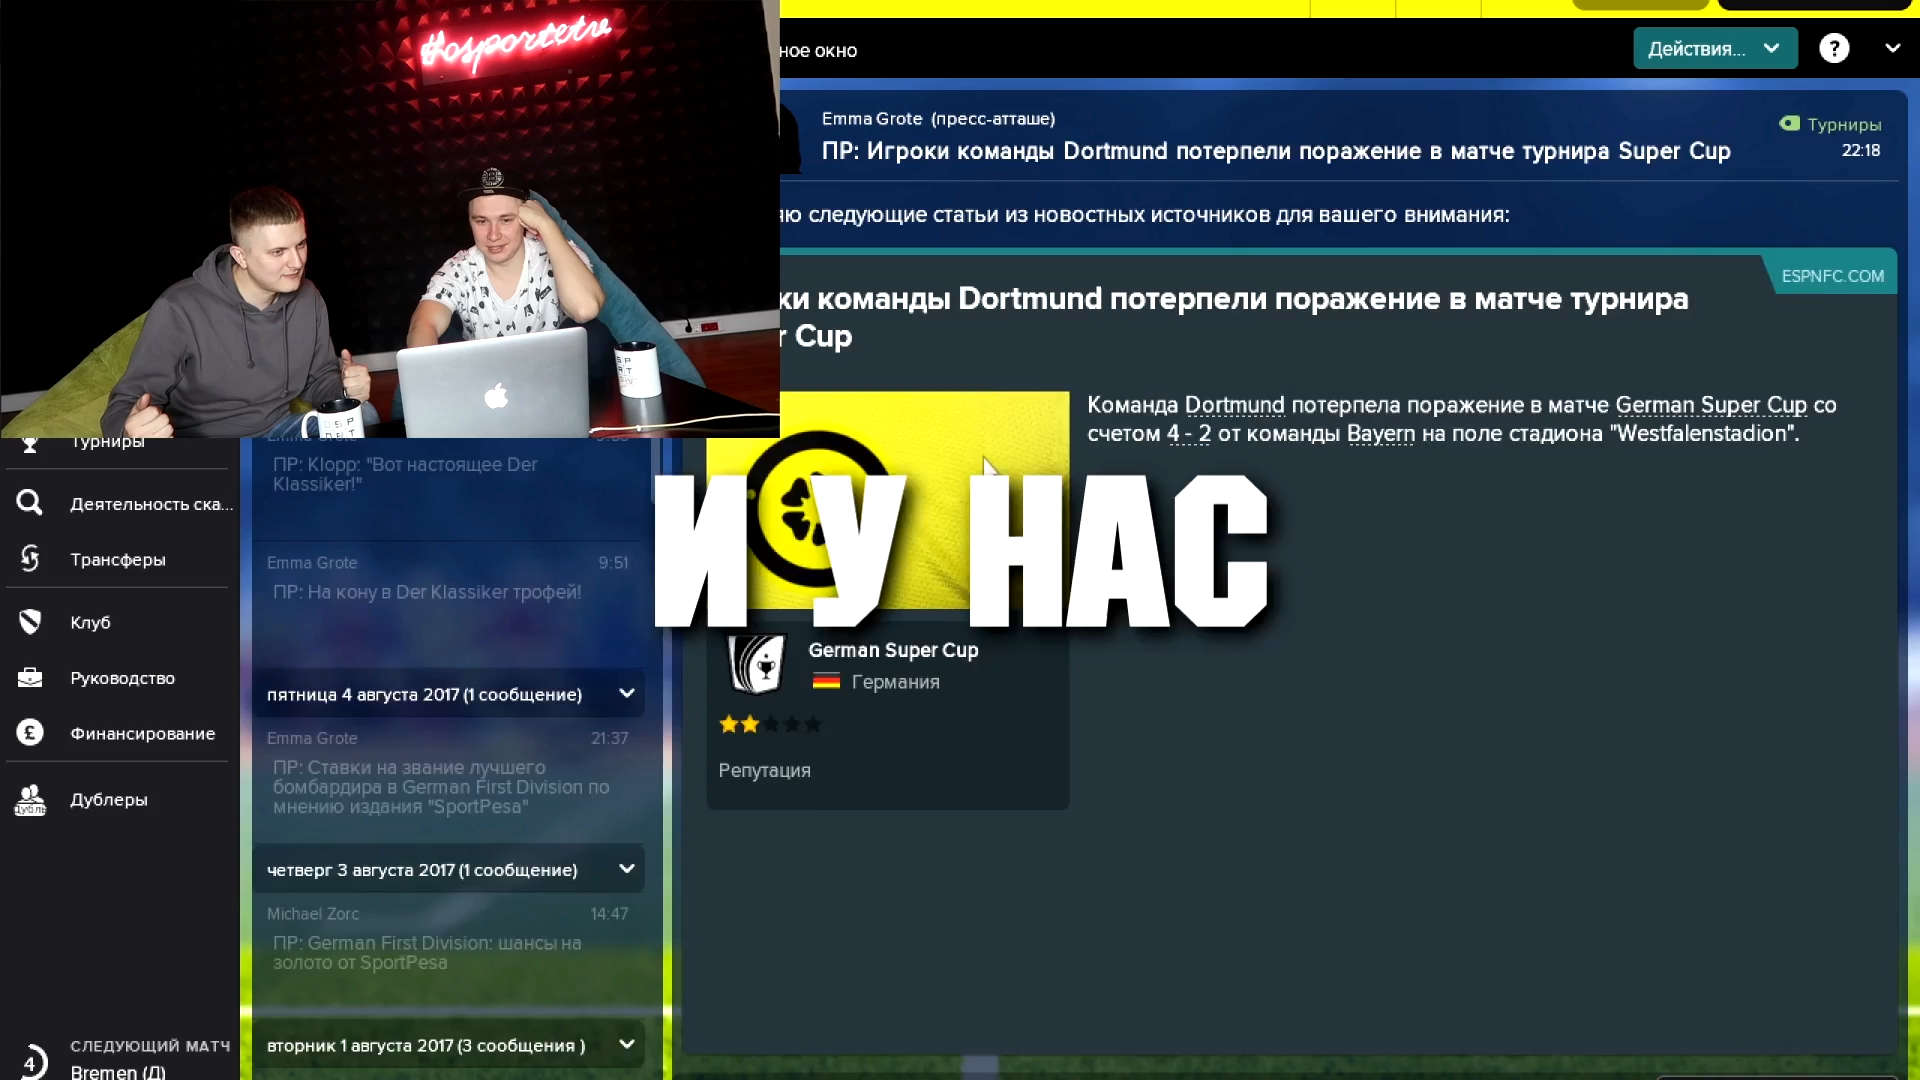 #osportetv
ное окно
Действия...
?
Emma Grote (пресс-атташе)
Турниры
ПР: Игроки команды Dortmund потерпели поражение в матче турнира Super Cup
22:18
следующие статьи из новостных источников для вашего внимания:
ESPNFC.COM
ки команды Dortmund потерпели поражение в матче турнира
r Cup
Команда Dortmund потерпела поражение в матче German Super Cup со
счетом 4 - 2 от команды Bayern на поле стадиона "Westfalenstadion".
И У НАС
German Super Cup
Германия
Репутация
Турниры
Деятельность ска...
Трансферы
Клуб
Руководство
Финансирование
Дублеры
СЛЕДУЮЩИЙ МАТЧ
4
Bremen (Д)
Emma Grote
ПР: Klopp: "Вот настоящее Der
Klassiker!"
Emma Grote 9:51
ПР: На кону в Der Klassiker трофей!
пятница 4 августа 2017 (1 сообщение)
Emma Grote 21:37
ПР: Ставки на звание лучшего
бомбардира в German First Division по
мнению издания "SportPesa"
четверг 3 августа 2017 (1 сообщение)
Michael Zorc 14:47
ПР: German First Division: шансы на
золото от SportPesa
вторник 1 августа 2017 (3 сообщения )